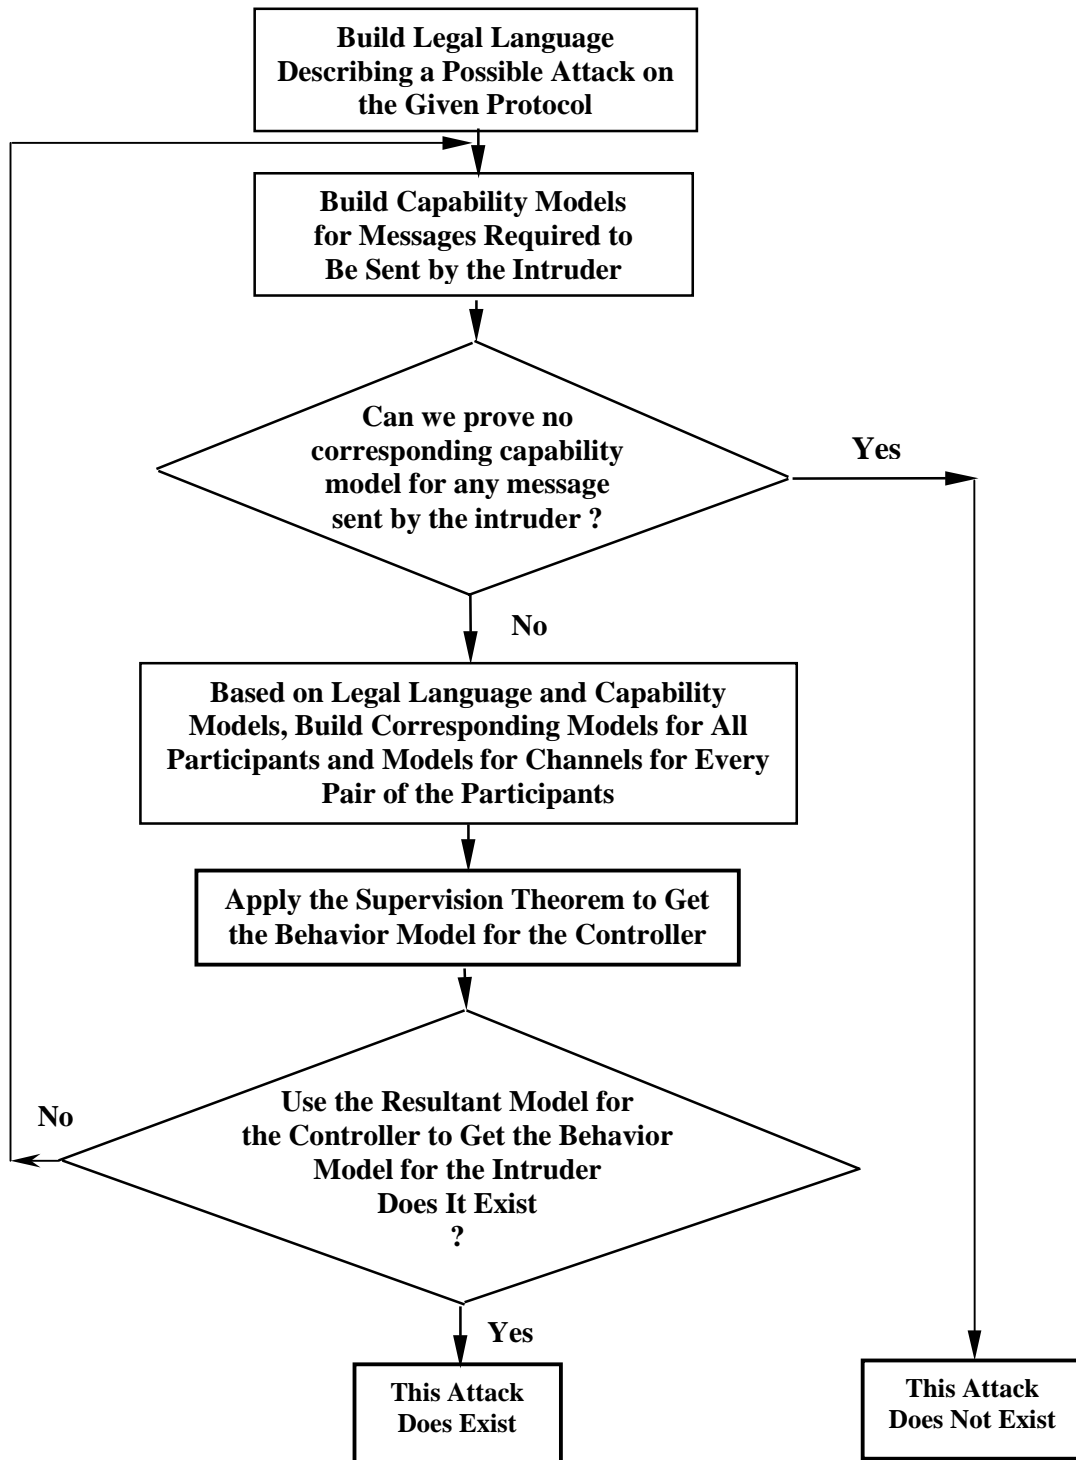 Build Legal Language
Describing a Possible Attack on
the Given Protocol
Build Capability Models
for Messages Required to
Be Sent by the Intruder
Can we prove no
corresponding capability
model for any message
sent by the intruder ?
Yes
No
Based on Legal Language and Capability
Models, Build Corresponding Models for All
Participants and Models for Channels for Every
Pair of the Participants
Apply the Supervision Theorem to Get
the Behavior Model for the Controller
No
Use the Resultant Model for
the Controller to Get the Behavior
Model for the Intruder
Does It Exist
?
Yes
This Attack
Does Exist
This Attack
Does Not Exist